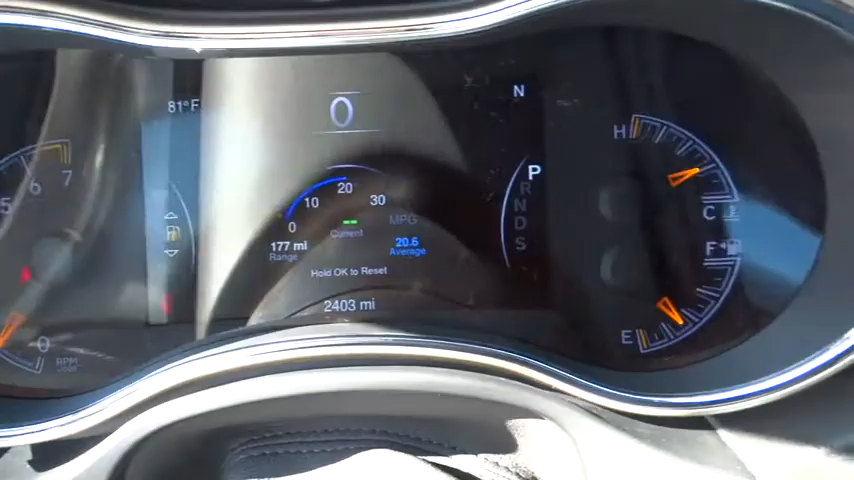 81°F
0
N
H
5
6
7
0
10
20
30
MPG
--
Current
20.6
Average
177 mi
Range
P
R
N
D
S
C
F
E
Hold OK to Reset
2403 mi
0
RPM